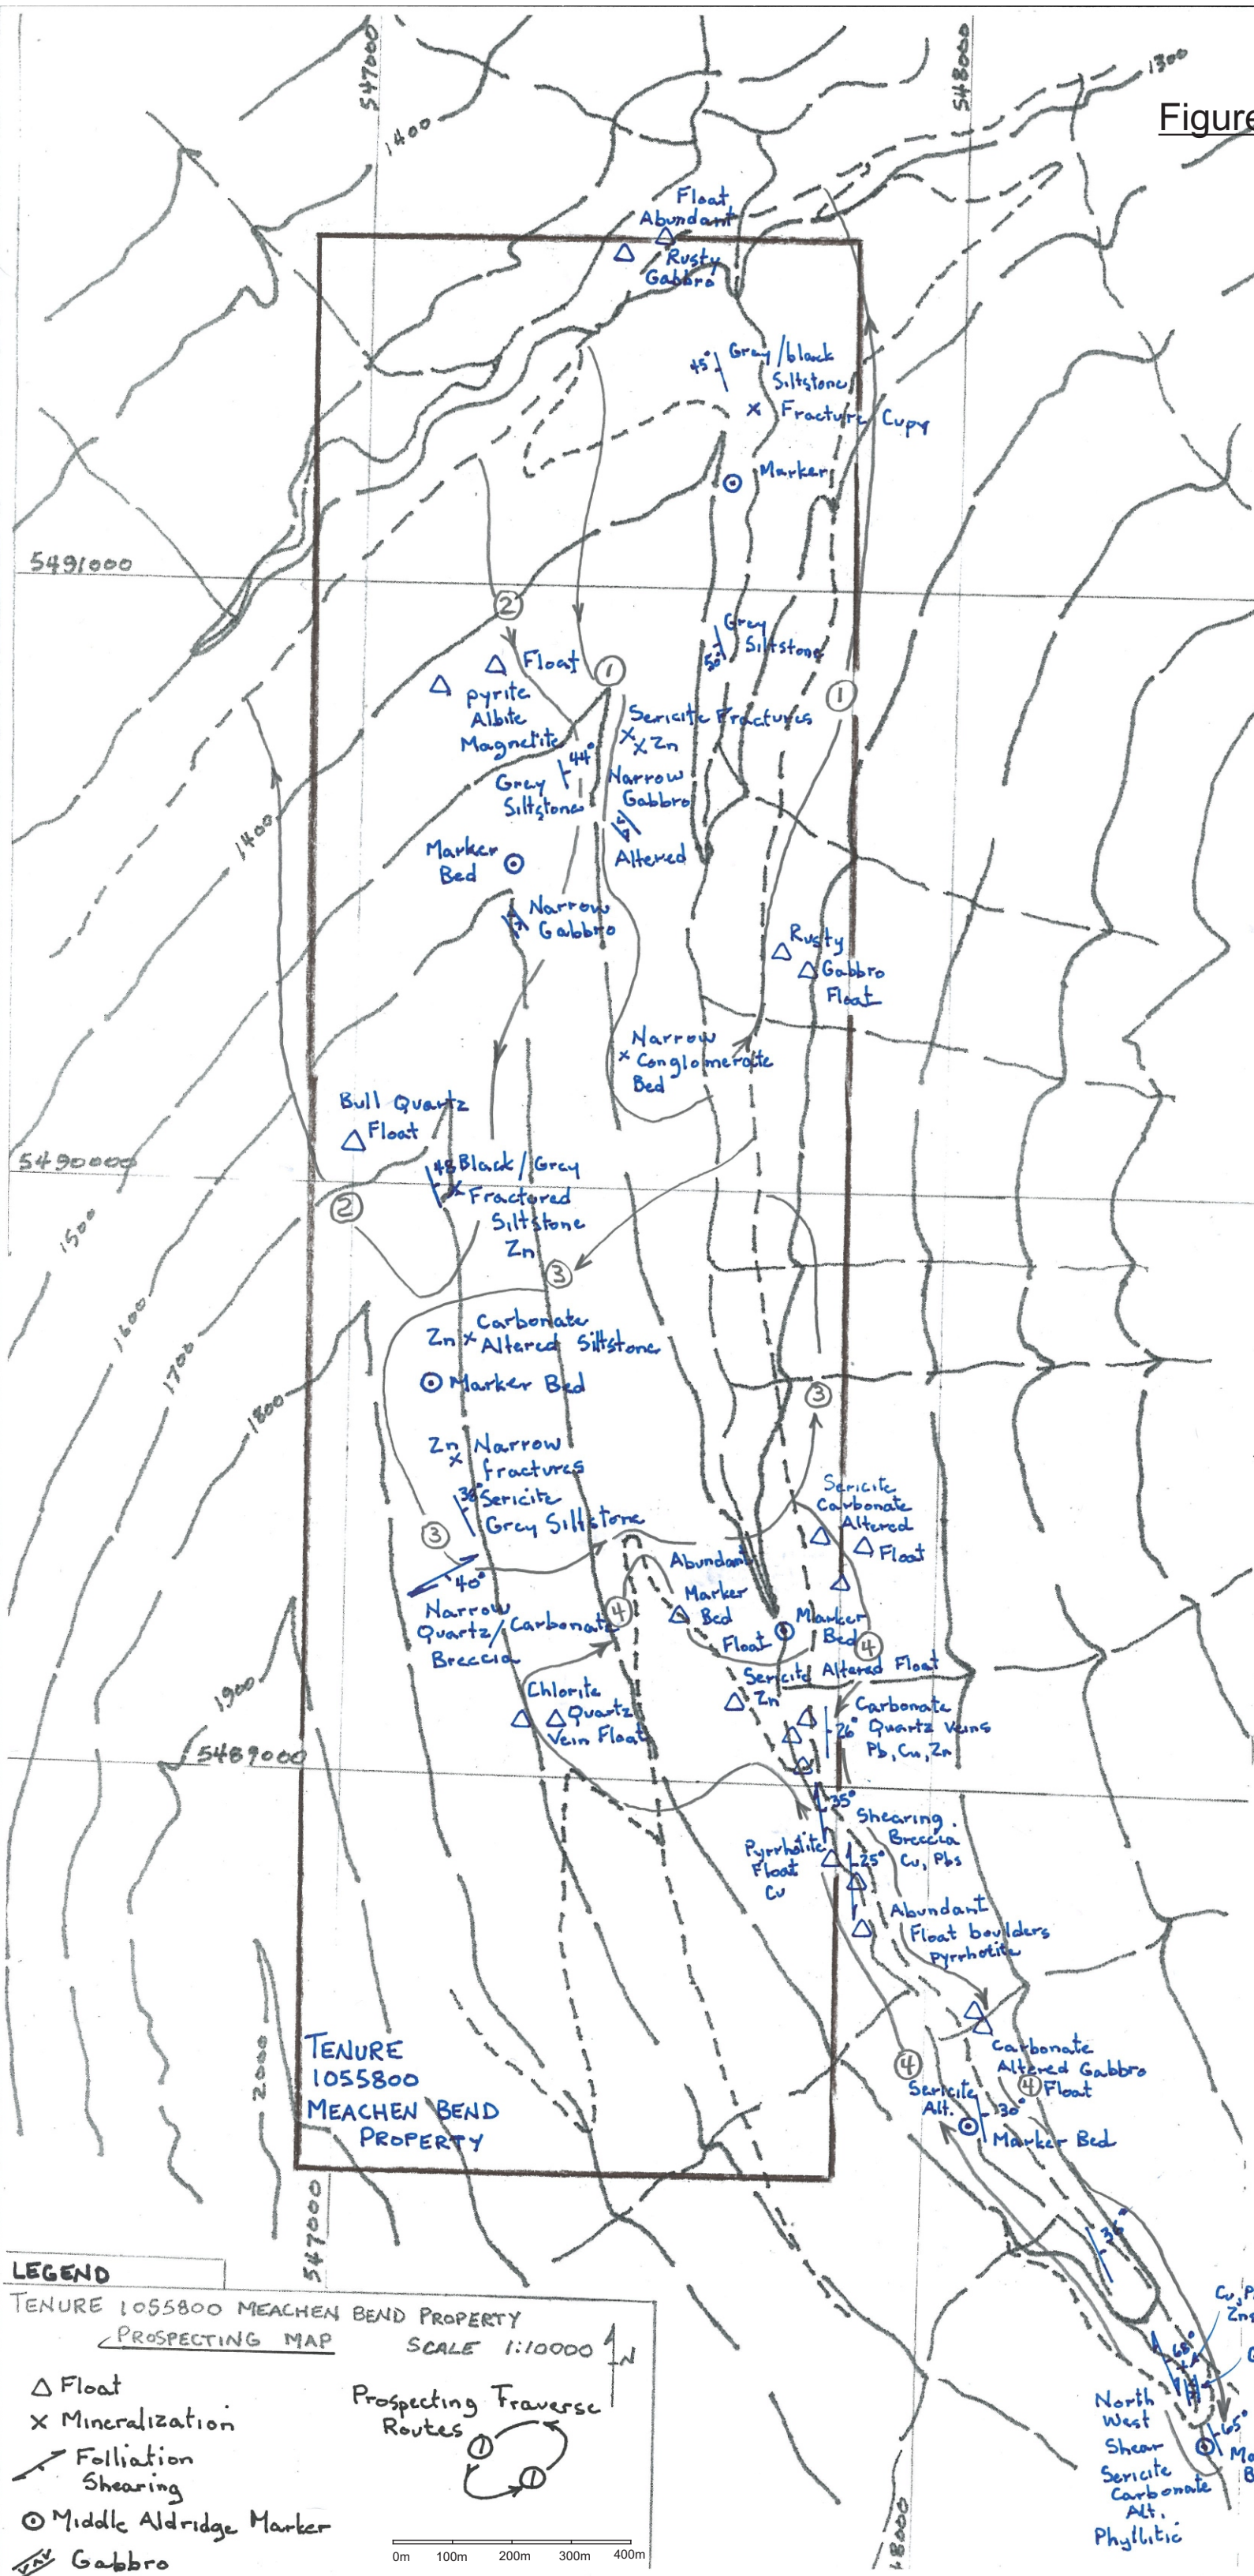 547000
548000
1300
Figure
1400
Float
Abundant
Rusty
Gabbro
45°
Gray/black
Siltstone
Fracture Cupy
Marker
5491000
2
Float
1
Grey
Siltstone
50°
1
pyrite
Albite
Magnetite
Sericite Fractures
Zn
44°
Gray
Siltstone
Narrow
Gabbro
Altered
1400
Marker
Bed
Narrow
Gabbro
Rusty
Gabbro
Float
Narrow
Conglomerate
Bed
Bull Quartz
Float
5490000
48
Black/Grey
Fractured
Siltstone
Zn
2
1500
3
1600
Carbonate
Zn Altered Siltstone
1700
Marker Bed
3
1800
Zn Narrow
fractures
38°
Sericite
Grey Siltstone
3
Sericite
Carbonate
Altered
Float
40°
Abundant
Marker
Bed
Float
Narrow
Quartz/Carbonate
Breccia
4
Marker
Bed
4
Sericite Altered Float
Zn
1900
Chlorite
Quartz
Vein Float
Carbonate
26° Quartz Veins
Pb, Cu, Zn
5489000
35°
Shearing.
Breccia
Cu, Pbs
Pyrrhotite
Float
Cu
25°
Abundant
Float boulders
pyrrhotite
Carbonate
Altered Gabbro
Float
4
4
Sericite
Alt.
30°
Marker Bed
2000
TENURE
1055800
MEACHEN BEND
PROPERTY
547000
36°
LEGEND
TENURE 1055800 MEACHEN BEND PROPERTY
PROSPECTING MAP
SCALE 1:10000
N
Float
Mineralization
Folliation
Shearing
Middle Aldridge Marker
Gabbro
Prospecting Traverse
Routes
1
1
0m 100m 200m 300m 400m
68°
65°
North
West
Shear
Sericite
Carbonate
Alt.
Phyllitic